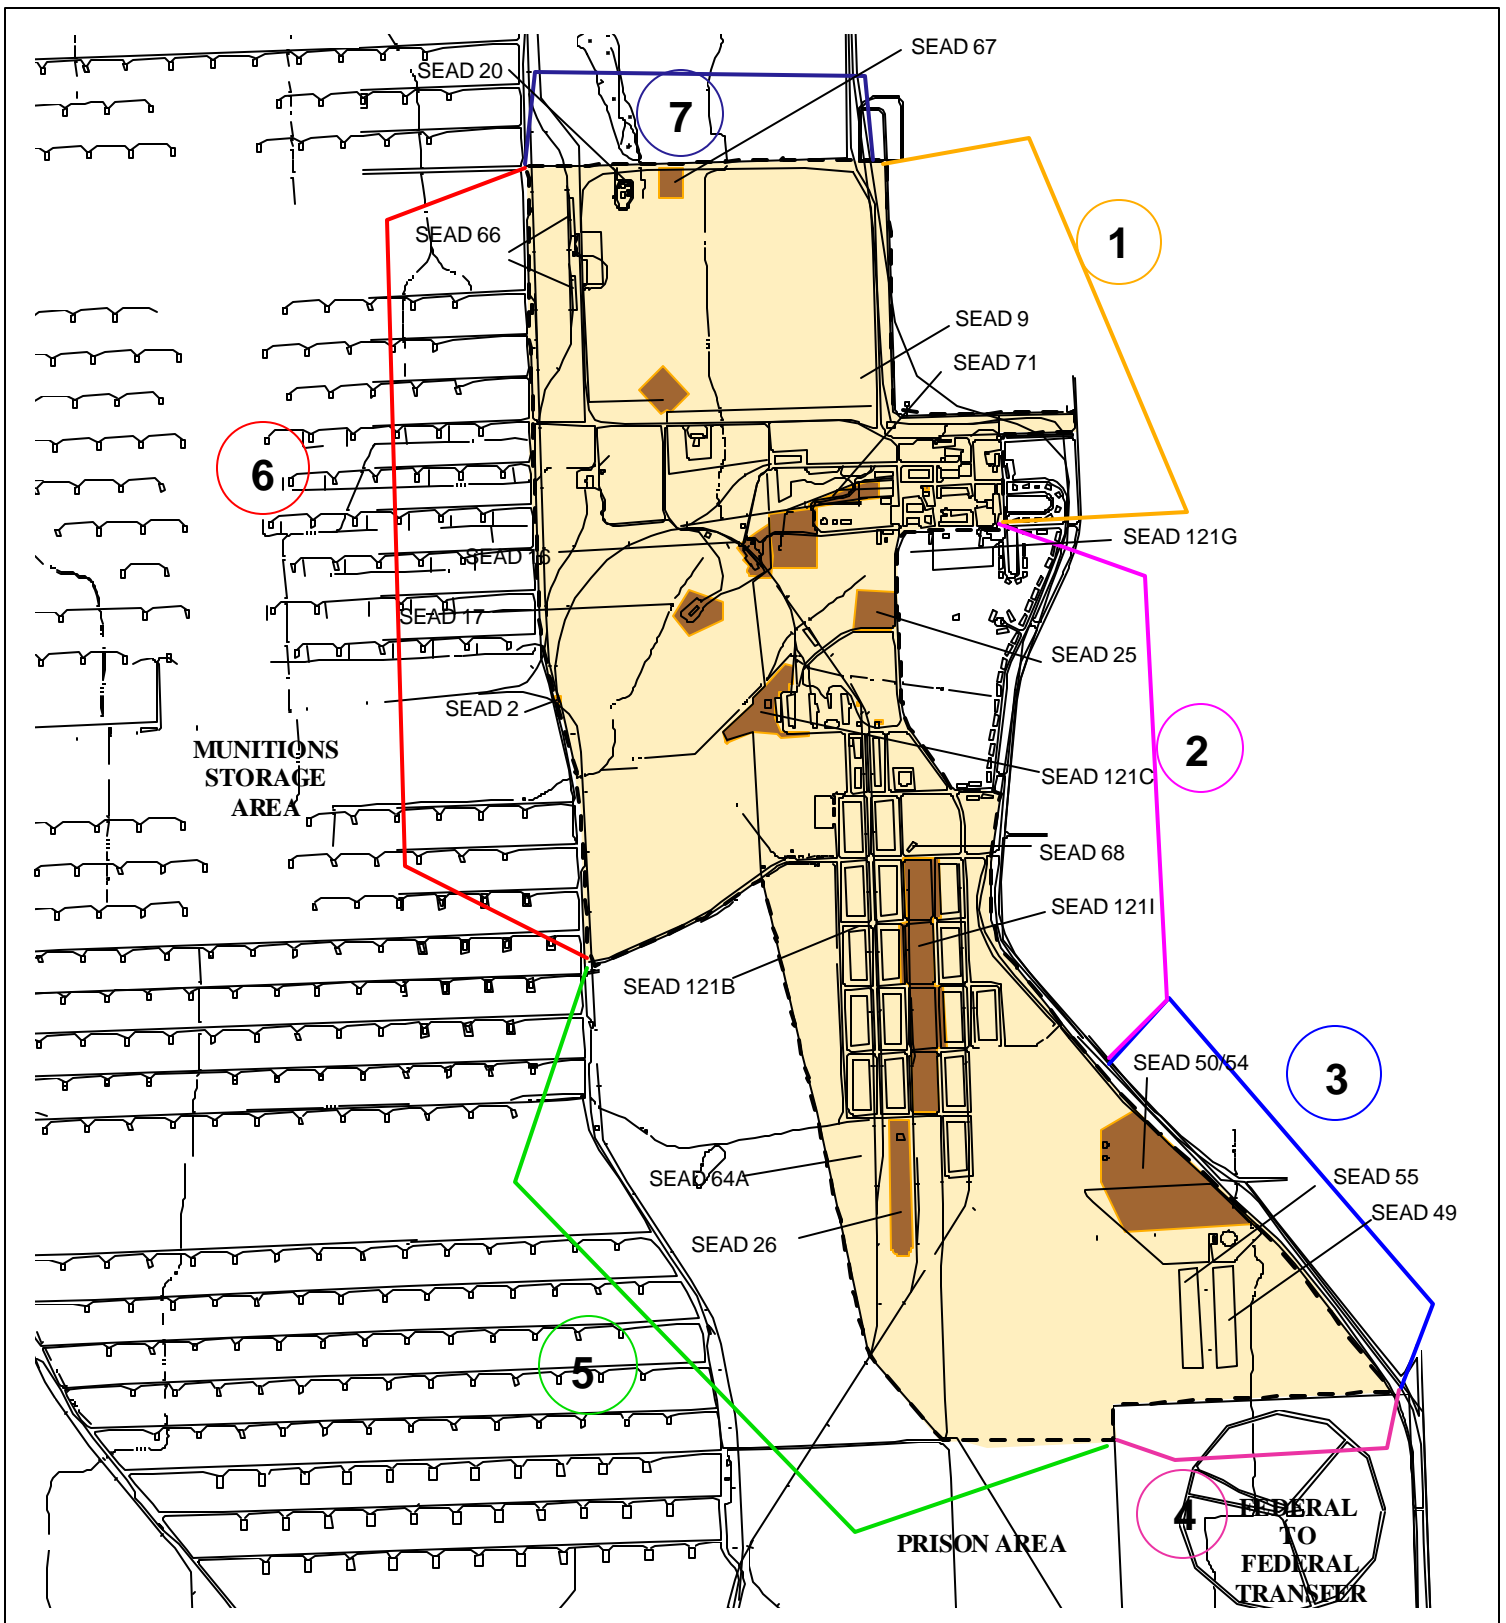 SEAD 67
SEAD 20
7
SEAD 66
1
SEAD 9
SEAD 71
6
SEAD 121G
SEAD 16
SEAD 17
SEAD 25
SEAD 2
MUNITIONS
STORAGE
AREA
2
SEAD 121C
SEAD 68
SEAD 121I
SEAD 121B
SEAD 50/54
3
SEAD 64A
SEAD 55
SEAD 49
SEAD 26
5
4
PRISON AREA
FEDERAL
TO
FEDERAL
TRANSFER